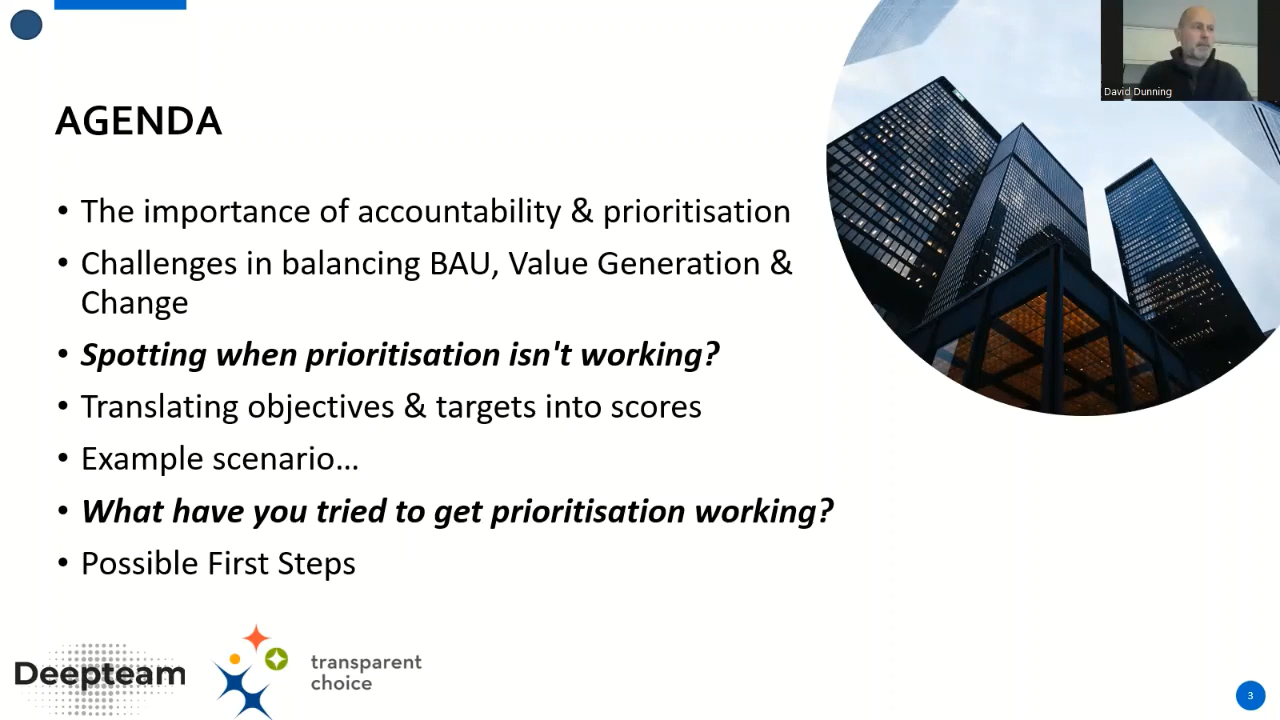 David Dunning
AGENDA
• The importance of accountability & prioritisation
• Challenges in balancing BAU, Value Generation &
Change
• Spotting when prioritisation isn't working?
• Translating objectives & targets into scores
• Example scenario...
• What have you tried to get prioritisation working?
• Possible First Steps
Deepteam
transparent
choice
3